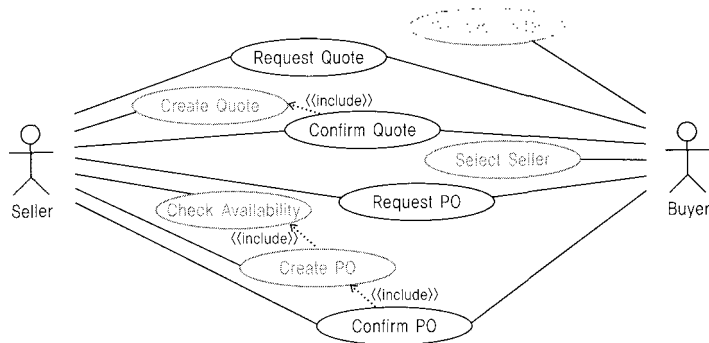 Request Quote
Create Quote
⟨⟨include⟩⟩
Confirm Quote
Select Seller
Seller
Buyer
Request PO
Check Availability
⟨⟨include⟩⟩
Create PO
⟨⟨include⟩⟩
Confirm PO